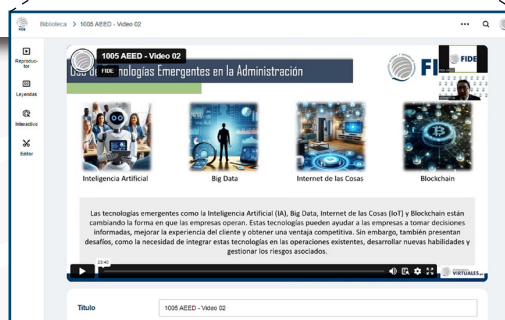 FIDE
Biblioteca > 1005 AEED - Video 02
Reproduc-
tor
Leyendas
Interactivo
Editor
1005 AEED - Video 02
FIDE
Tecnologías Emergentes en la Administración
FIDE
Inteligencia Artificial
Big Data
Internet de las Cosas
Blockchain
Las tecnologías emergentes como la Inteligencia Artificial (IA), Big Data, Internet de las Cosas (IoT) y Blockchain están
cambiando la forma en que las empresas operan. Estas tecnologías pueden ayudar a las empresas a tomar decisiones
informadas, mejorar la experiencia del cliente y obtener una ventaja competitiva. Sin embargo, también presentan
desafíos, como la necesidad de integrar estas tecnologías en las operaciones existentes, desarrollar nuevas habilidades y
gestionar los riesgos asociados.
23:40
VIRTUALES
Título
1005 AEED - Video 02